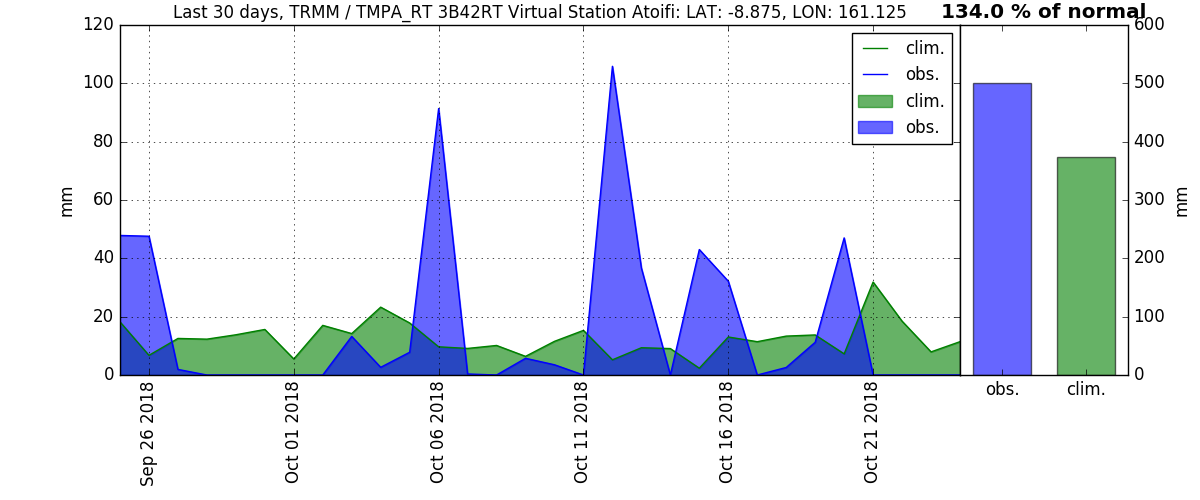 Last 30 days, TRMM / TMPA_RT 3B42RT Virtual Station Atoifi: LAT: -8.875, LON: 161.125
134.0 % of normal
120
100
80
60
40
20
0
mm
clim.
obs.
clim.
obs.
Sep 26 2018
Oct 01 2018
Oct 06 2018
Oct 11 2018
Oct 16 2018
Oct 21 2018
600
500
400
300
200
100
0
mm
obs.
clim.